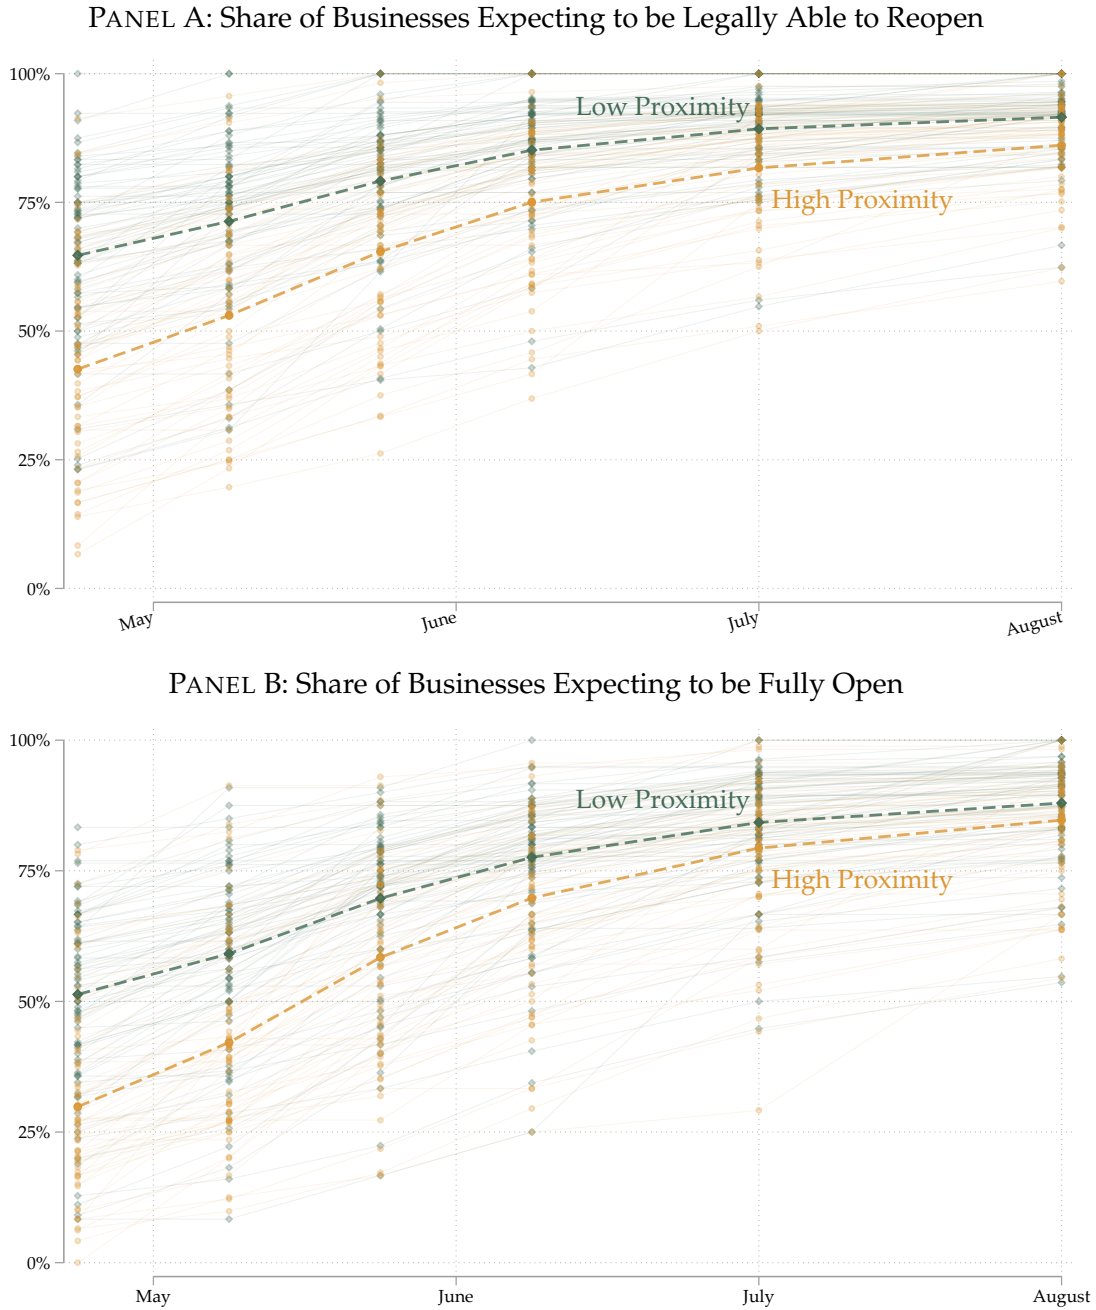 PANEL A: Share of Businesses Expecting to be Legally Able to Reopen
100%
Low Proximity
75%
High Proximity
50%
25%
0%
May
June
July
August
PANEL B: Share of Businesses Expecting to be Fully Open
100%
Low Proximity
75%
High Proximity
50%
25%
0%
May
June
July
August